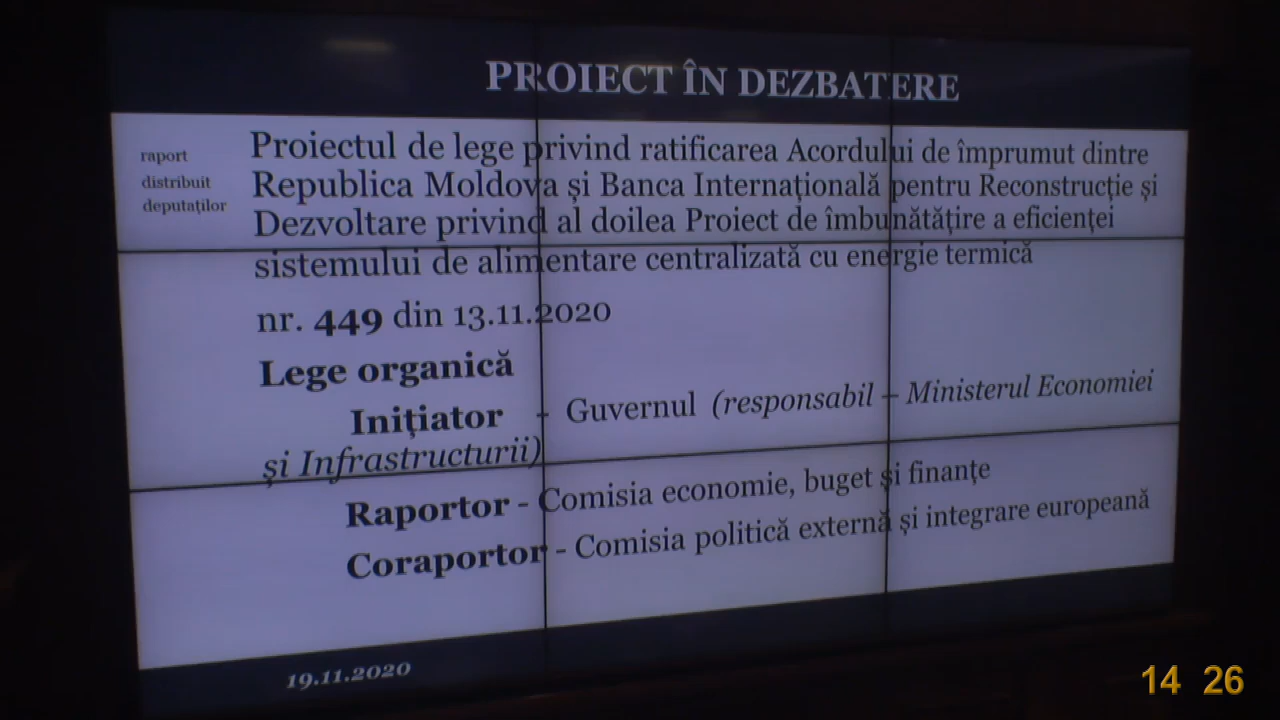 PROIECT ÎN DEZBATERE
raport
distribuit
deputaților
Proiectul de lege privind ratificarea Acordului de împrumut dintre
Republica Moldova și Banca Internațională pentru Reconstrucție și
Dezvoltare privind al doilea Proiect de îmbunătățire a eficienței
sistemului de alimentare centralizată cu energie termică
nr. 449 din 13.11.2020
Lege organică
Inițiator – Guvernul (responsabil – Ministerul Economiei
și Infrastructurii)
Raportor - Comisia economie, buget și finanțe
Coraportor - Comisia politică externă și integrare europeană
19.11.2020
14 26